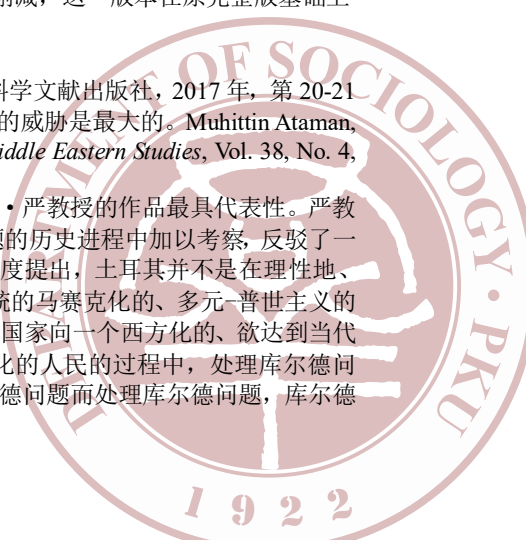 删减，这一版本在原完整版基础上
科学文献出版社，2017 年，第 20-21
的威胁是最大的。Muhittin Ataman,
iddle Eastern Studies, Vol. 38, No. 4,
·严教授的作品最具代表性。严教
题的历史进程中加以考察，反驳了一
度提出，土耳其并不是在理性地、
统的马赛克化的、多元-普世主义的
国家向一个西方化的、欲达到当代
化的人民的过程中，处理库尔德问
德问题而处理库尔德问题，库尔德
DEPARTMENT OF SOCIOLOGY · PKU
1922